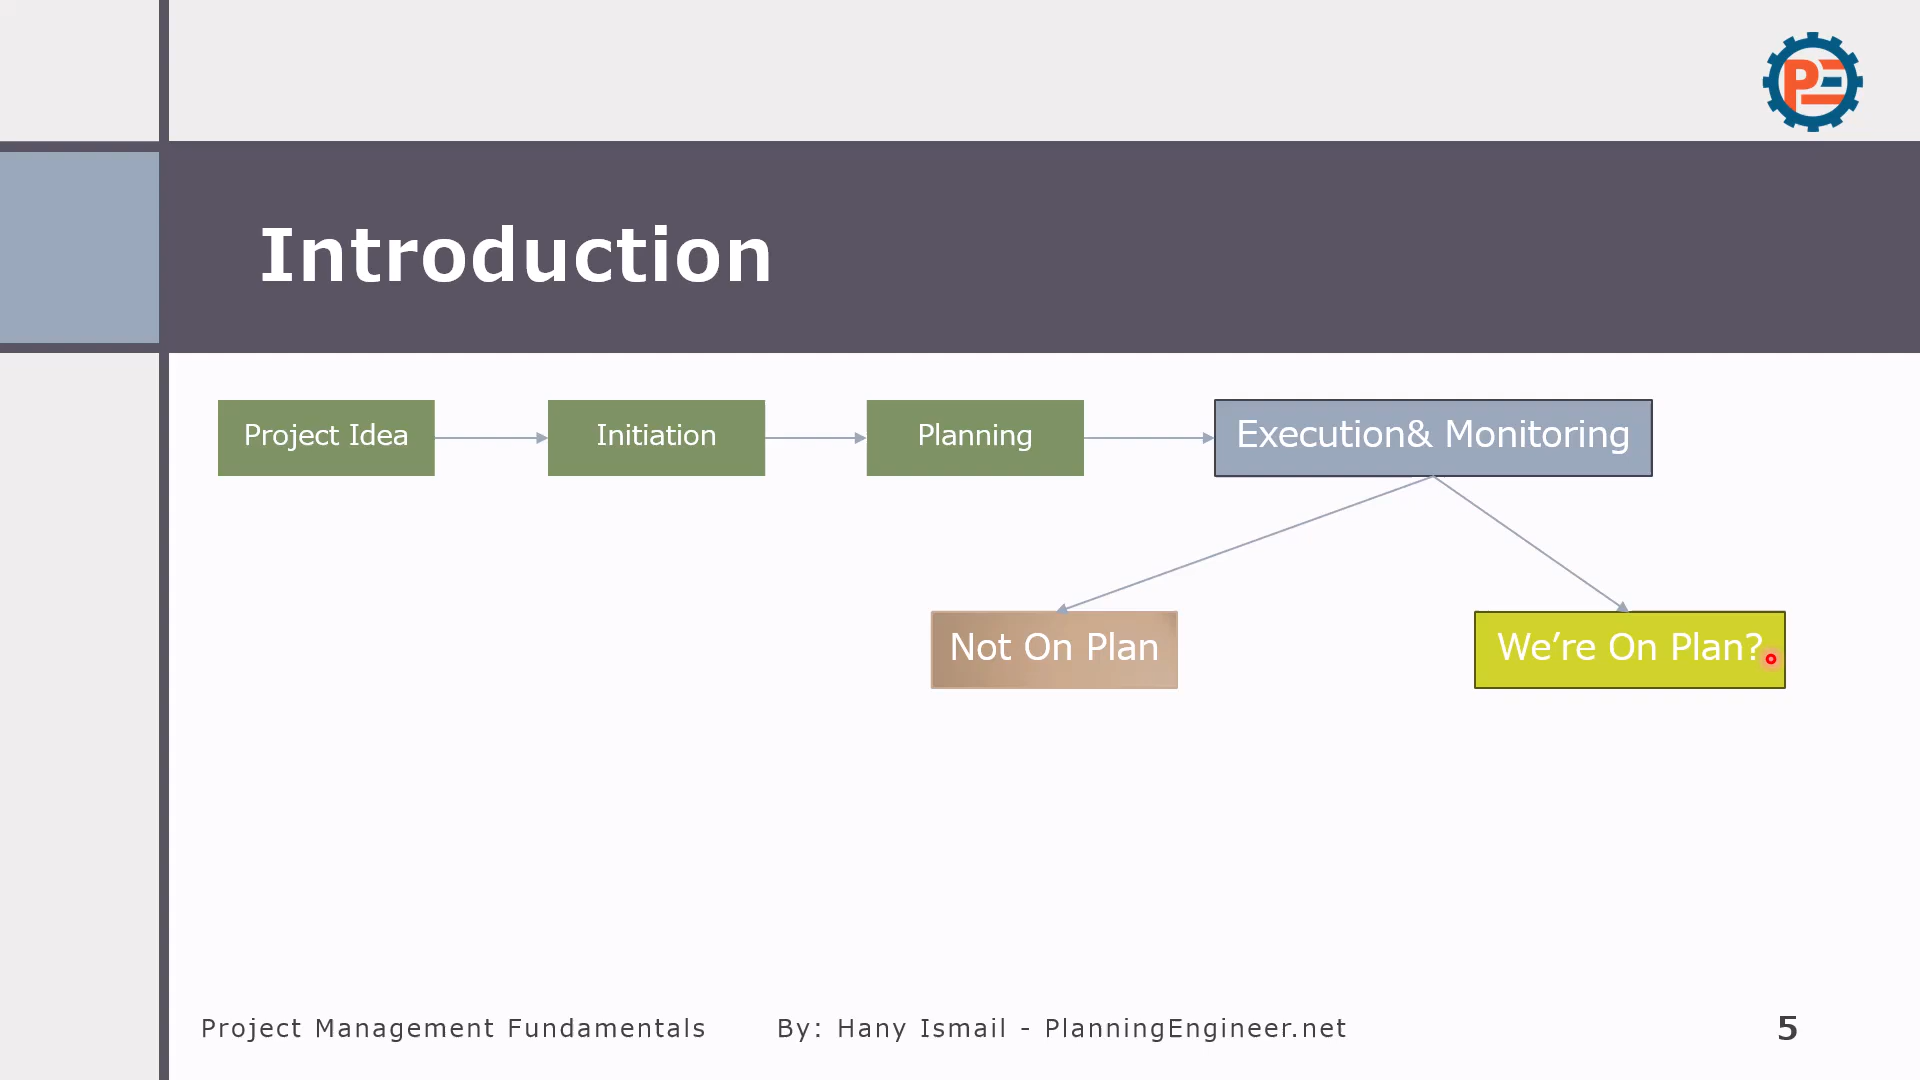 PE
Introduction
Project Idea
Initiation
Planning
Execution& Monitoring
Not On Plan
We’re On Plan?
Project Management Fundamentals
By: Hany Ismail - PlanningEngineer.net
5